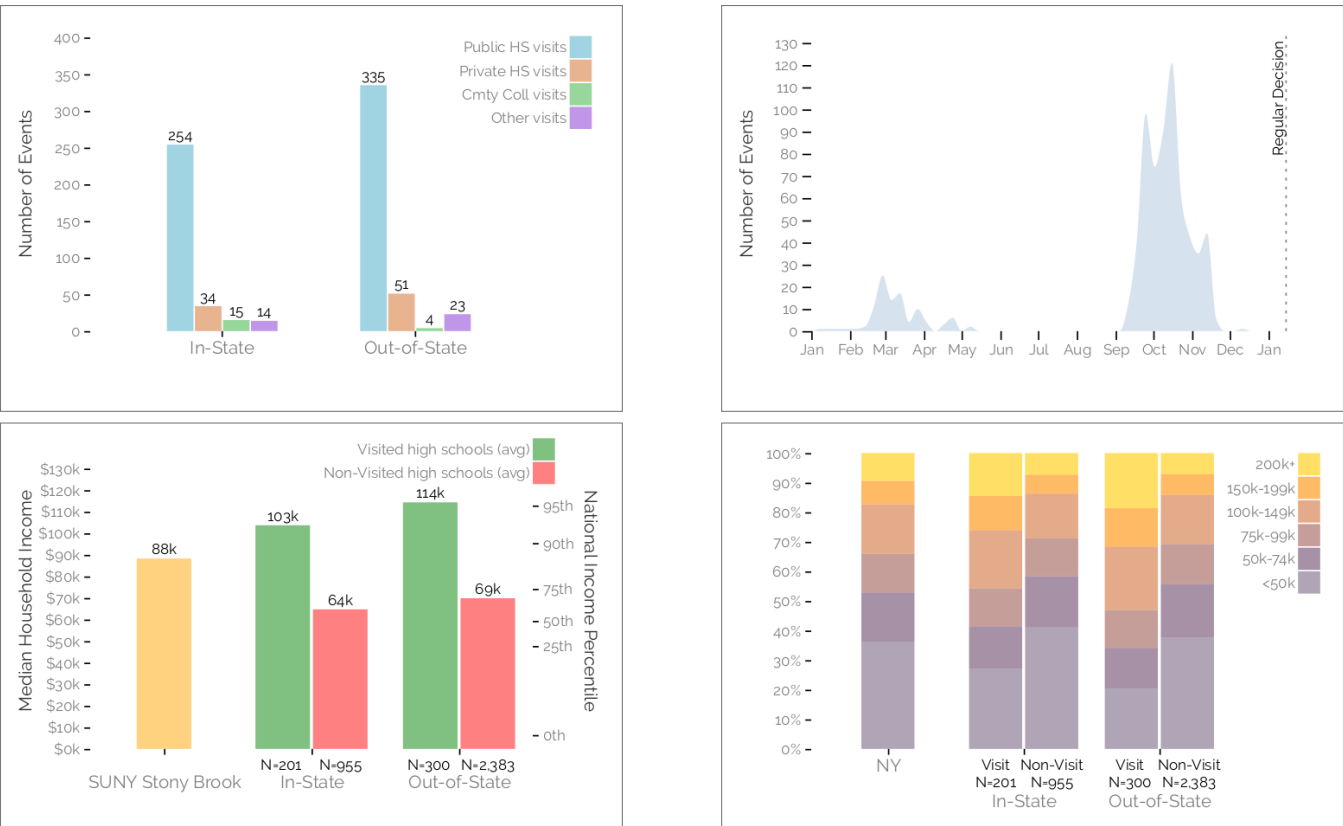 400
350
300
250
200
150
100
50
0
Number of Events
Public HS visits
Private HS visits
Cmty Coll visits
Other visits
254
34
15
14
335
51
4
23
In-State
Out-of-State
130
120
110
100
90
80
70
60
50
40
30
20
10
0
Number of Events
Regular Decision
Jan Feb Mar Apr May Jun Jul Aug Sep Oct Nov Dec Jan
Visited high schools (avg)
Non-Visited high schools (avg)
$130k
$120k
$110k
$100k
$90k
$80k
$70k
$60k
$50k
$40k
$30k
$20k
$10k
$0k
Median Household Income
88k
103k
64k
114k
69k
95th
90th
75th
50th
25th
0th
National Income Percentile
N=201 N=955 N=300 N=2,383
SUNY Stony Brook In-State Out-of-State
100%
90%
80%
70%
60%
50%
40%
30%
20%
10%
0%
200k+
150k-199k
100k-149k
75k-99k
50k-74k
<50k
NY
Visit Non-Visit Visit Non-Visit
N=201 N=955 N=300 N=2,383
In-State Out-of-State